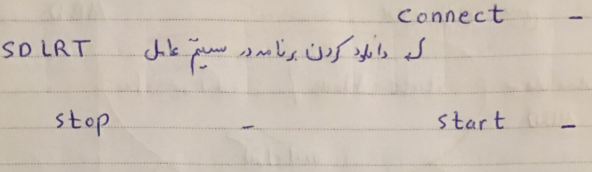 - connect
که دانلود کردن برنامه در سیستم عامل SDLRT
- start - stop